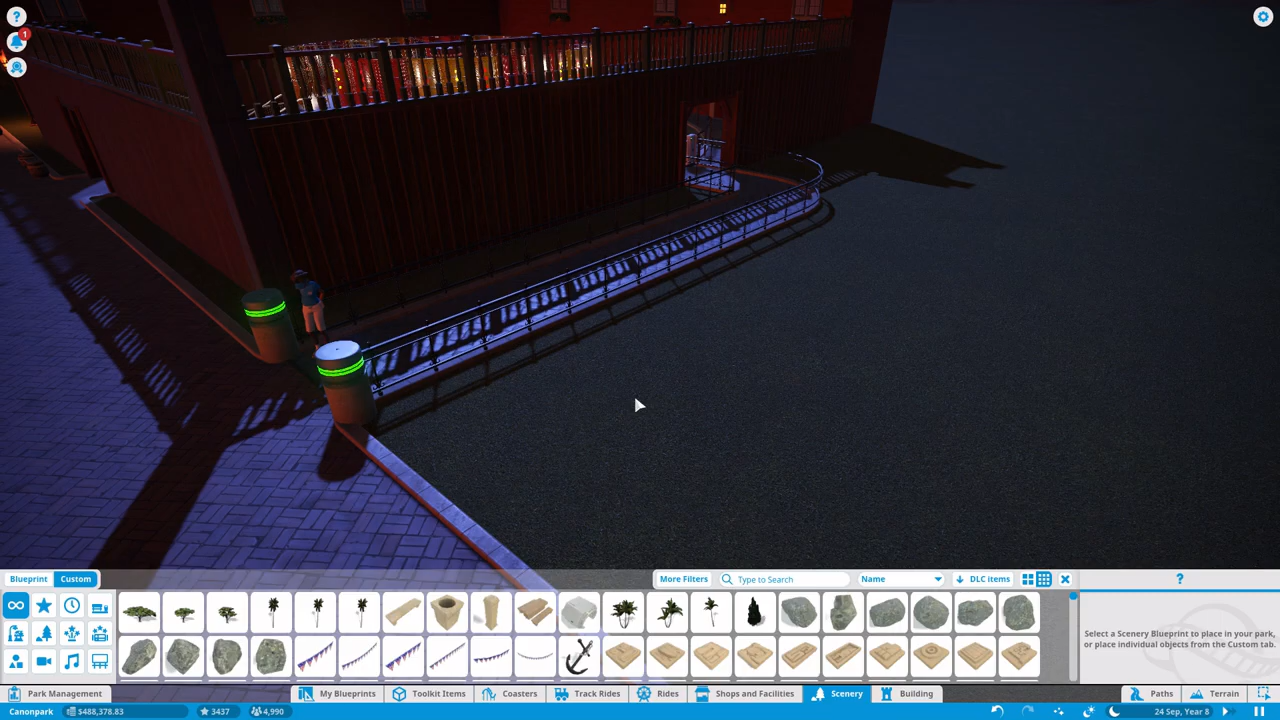 ?
1
Blueprint Custom
More Filters Type to Search Name DLC items ?
Select a Scenery Blueprint to place in your park,
or place individual objects from the Custom tab.
Park Management My Blueprints Toolkit Items Coasters Track Rides Rides Shops and Facilities Scenery Building Paths Terrain
Canonpark $488,378.83 3437 4,990 24 Sep, Year 8